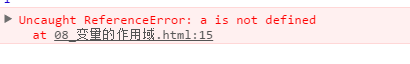 Uncaught ReferenceError: a is not defined
at 08_变量的作用域.html:15